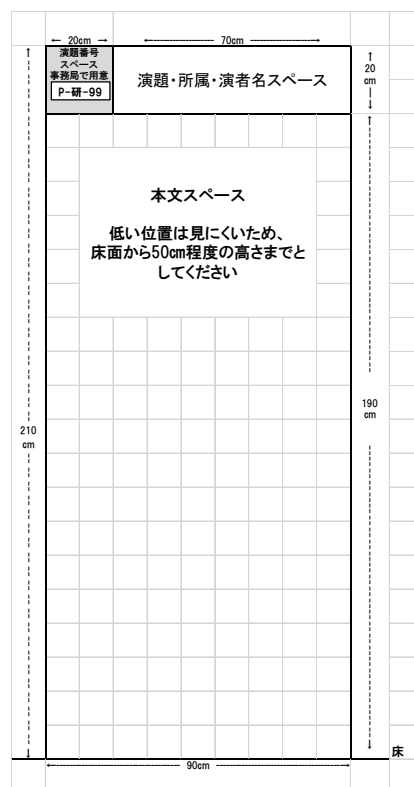 20cm
70cm
演題番号
スペース
事務局で用意
P-研-99
演題・所属・演者名スペース
20
cm
本文スペース
低い位置は見にくいため、
床面から50㎝程度の高さまでと
してください
190
cm
210
cm
床
90cm